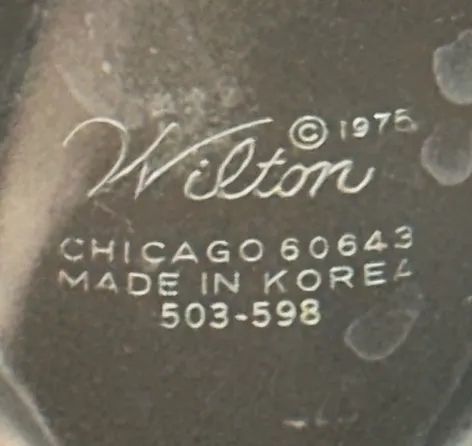 Wilton © 1975
CHICAGO 60643
MADE IN KOREA
503-598